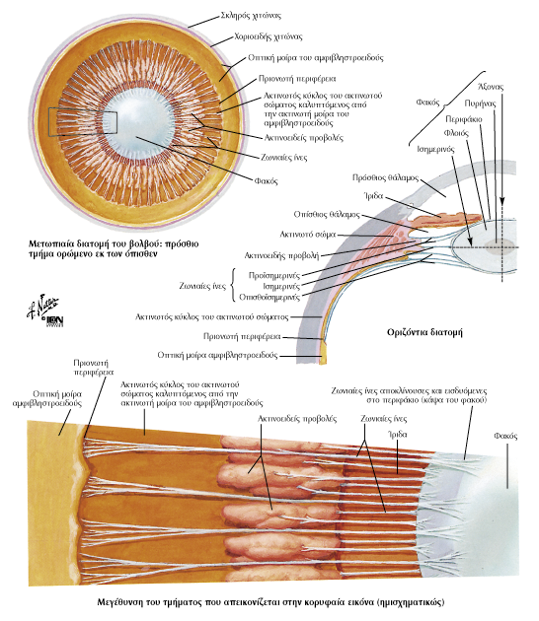 Σκληρός χιτώνας
Χοριοειδής χιτώνας
Οπτική μοίρα του αμφιβληστροειδούς
Πριονωτή περιφέρεια
Ακτινωτός κύκλος του ακτινωτού
σώματος καλυπτόμενος από
την ακτινωτή μοίρα του
αμφιβληστροειδούς
Ακτινοειδείς προβολές
Ζωνιαίες ίνες
Φακός
Μετωπιαία διατομή του βολβού: πρόσθιο
τμήμα ορώμενο εκ των όπισθεν
Άξονας
Φακός:
Πυρήνας
Περιφάκιο
Φλοιός
Ισημερινός
Πρόσθιος θάλαμος
Ίριδα
Οπίσθιος θάλαμος
Ακτινωτό σώμα
Ακτινοειδής προβολή
Ζωνιαίες ίνες:
Προϊσημερινές
Ισημερινές
Οπισθοϊσημερινές
Ακτινωτός κύκλος του ακτινωτού σώματος
Πριονωτή περιφέρεια
Οπτική μοίρα αμφιβληστροειδούς
Οριζόντια διατομή
Πριονωτή
περιφέρεια
Οπτική μοίρα
αμφιβληστροειδούς
Ακτινωτός κύκλος του ακτινωτού
σώματος καλυπτόμενος από την
ακτινωτή μοίρα του αμφιβληστροειδούς
Ακτινοειδείς προβολές
Ζωνιαίες ίνες
Ίριδα
Ζωνιαίες ίνες αποκλίνουσες και εισδυόμενες
στο περιφάκιο (κάψα του φακού)
Φακός
Μεγέθυνση του τμήματος που απεικονίζεται στην κορυφαία εικόνα (ημισχηματικώς)